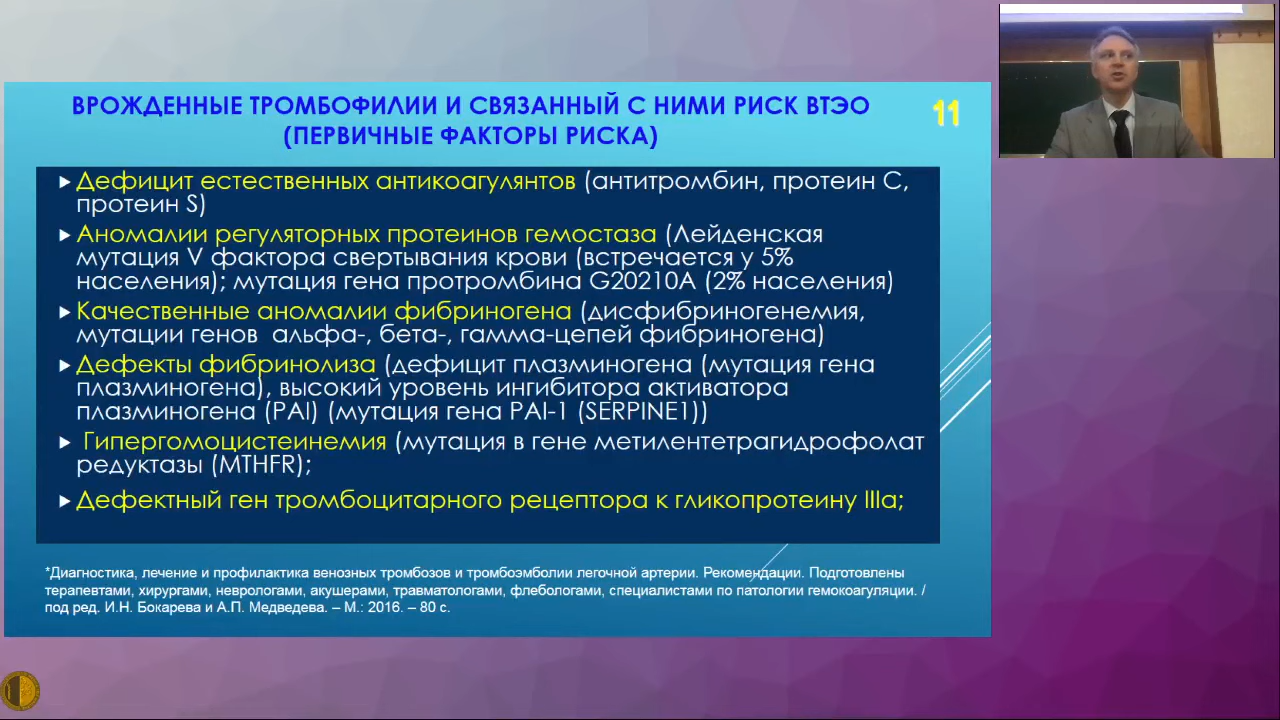 ВРОЖДЕННЫЕ ТРОМБОФИЛИИ И СВЯЗАННЫЙ С НИМИ РИСК ВТЭО
(ПЕРВИЧНЫЕ ФАКТОРЫ РИСКА)
11
Дефицит естественных антикоагулянтов (антитромбин, протеин С,
протеин S)
Аномалии регуляторных протеинов гемостаза (Лейденская
мутация V фактора свертывания крови (встречается у 5%
населения); мутация гена протромбина G20210A (2% населения)
Качественные аномалии фибриногена (дисфибриногенемия,
мутации генов альфа-, бета-, гамма-цепей фибриногена)
Дефекты фибринолиза (дефицит плазминогена (мутация гена
плазминогена), высокий уровень ингибитора активатора
плазминогена (PAI) (мутация гена PAI-1 (SERPINE1))
Гипергомоцистеинемия (мутация в гене метилентетрагидрофолат
редуктазы (MTHFR);
Дефектный ген тромбоцитарного рецептора к гликопротеину IIIa;
*Диагностика, лечение и профилактика венозных тромбозов и тромбоэмболии легочной артерии. Рекомендации. Подготовлены
терапевтами, хирургами, неврологами, акушерами, травматологами, флебологами, специалистами по патологии гемокоагуляции. /
под ред. И.Н. Бокарева и А.П. Медведева. – М.: 2016. – 80 с.